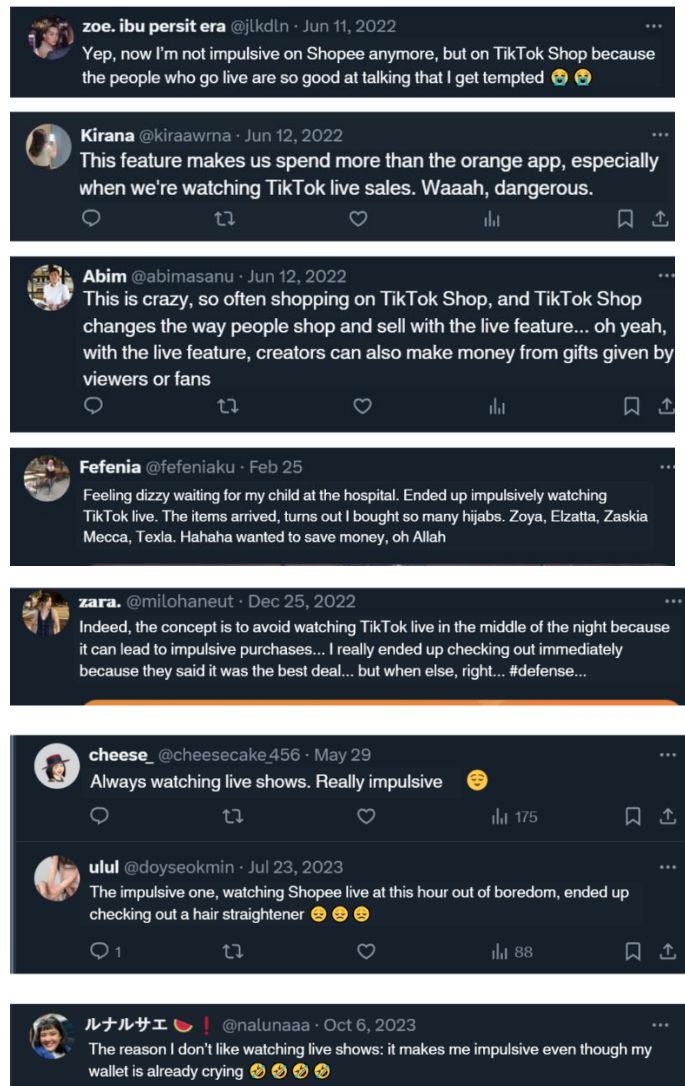 zoe. ibu persit era @jlkdln · Jun 11, 2022
Yep, now I'm not impulsive on Shopee anymore, but on TikTok Shop because
the people who go live are so good at talking that I get tempted 😭 😭
Kirana @kiraawrna · Jun 12, 2022
This feature makes us spend more than the orange app, especially
when we're watching TikTok live sales. Waaah, dangerous.
Abim @abimasanu · Jun 12, 2022
This is crazy, so often shopping on TikTok Shop, and TikTok Shop
changes the way people shop and sell with the live feature... oh yeah,
with the live feature, creators can also make money from gifts given by
viewers or fans
Fefenia @fefeniaku · Feb 25
Feeling dizzy waiting for my child at the hospital. Ended up impulsively watching
TikTok live. The items arrived, turns out I bought so many hijabs. Zoya, Elzatta, Zaskia
Mecca, Texla. Hahaha wanted to save money, oh Allah
zara. @milohaneut · Dec 25, 2022
Indeed, the concept is to avoid watching TikTok live in the middle of the night because
it can lead to impulsive purchases... I really ended up checking out immediately
because they said it was the best deal... but when else, right... #defense...
cheese_ @cheesecake_456 · May 29
Always watching live shows. Really impulsive 😌
175
ulul @doyseokmin · Jul 23, 2023
The impulsive one, watching Shopee live at this hour out of boredom, ended up
checking out a hair straightener 😔 😔 😔
1 88
ルナルサエ 🍉❗ @nalunaaa · Oct 6, 2023
The reason I don't like watching live shows: it makes me impulsive even though my
wallet is already crying 🤣 🤣 🤣 🤣